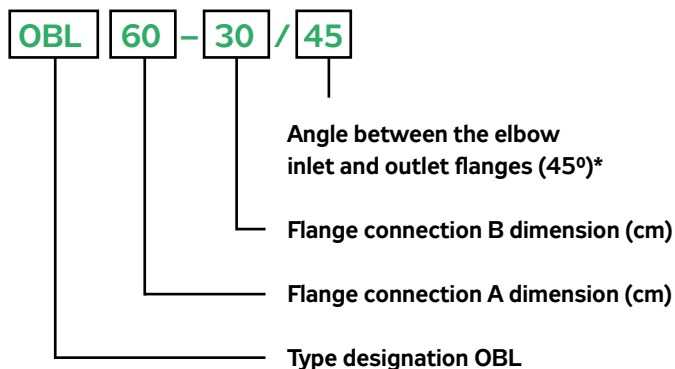 OBL 60 – 30 / 45
Angle between the elbow
inlet and outlet flanges (45º)*
Flange connection B dimension (cm)
Flange connection A dimension (cm)
Type designation OBL